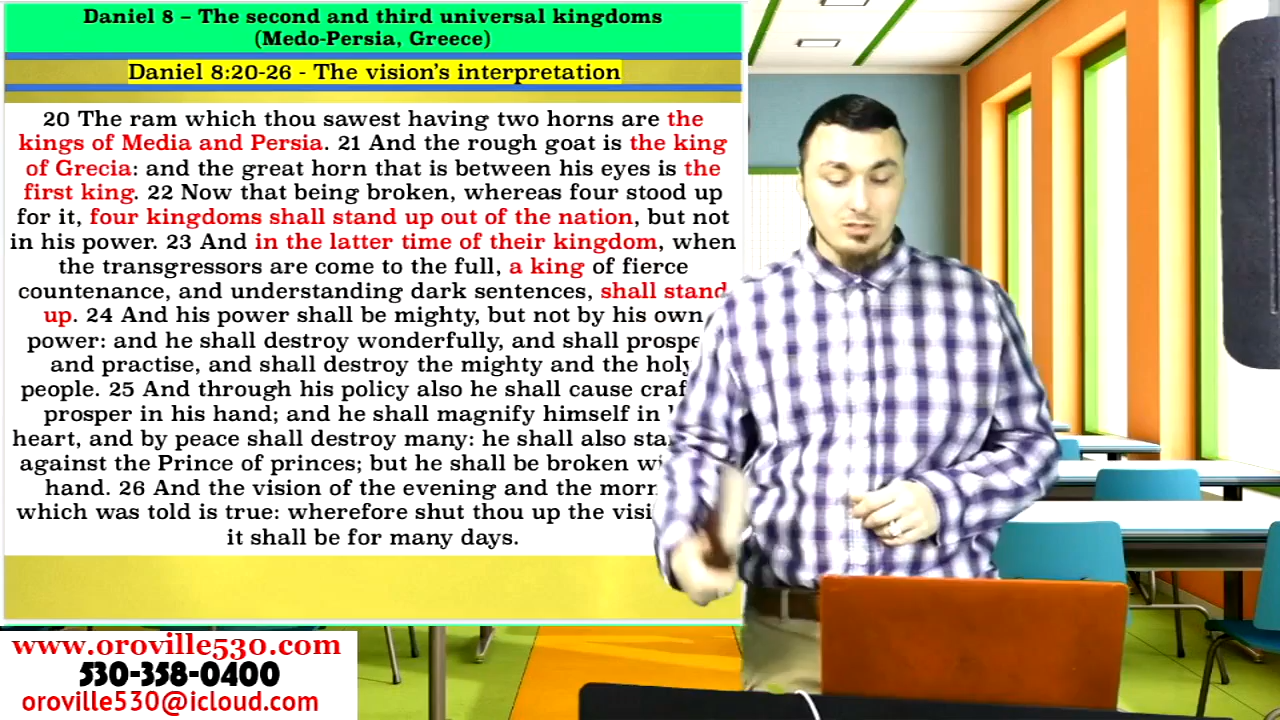 Daniel 8 – The second and third universal kingdoms
(Medo-Persia, Greece)
Daniel 8:20-26 - The vision's interpretation
20 The ram which thou sawest having two horns are the
kings of Media and Persia. 21 And the rough goat is the king
of Grecia: and the great horn that is between his eyes is the
first king. 22 Now that being broken, whereas four stood up
for it, four kingdoms shall stand up out of the nation, but not
in his power. 23 And in the latter time of their kingdom, when
the transgressors are come to the full, a king of fierce
countenance, and understanding dark sentences, shall stand
up. 24 And his power shall be mighty, but not by his own
power: and he shall destroy wonderfully, and shall
and practise, and shall destroy the mighty and the holy
people. 25 And through his policy also he shall cause
prosper in his hand; and he shall magnify himself in
heart, and by peace shall destroy many: he shall also
against the Prince of princes; but he shall be broken
hand. 26 And the vision of the evening and the
which was told is true: wherefore shut thou up the
it shall be for many days.
www.oroville530.com
530-358-0400
oroville530@icloud.com